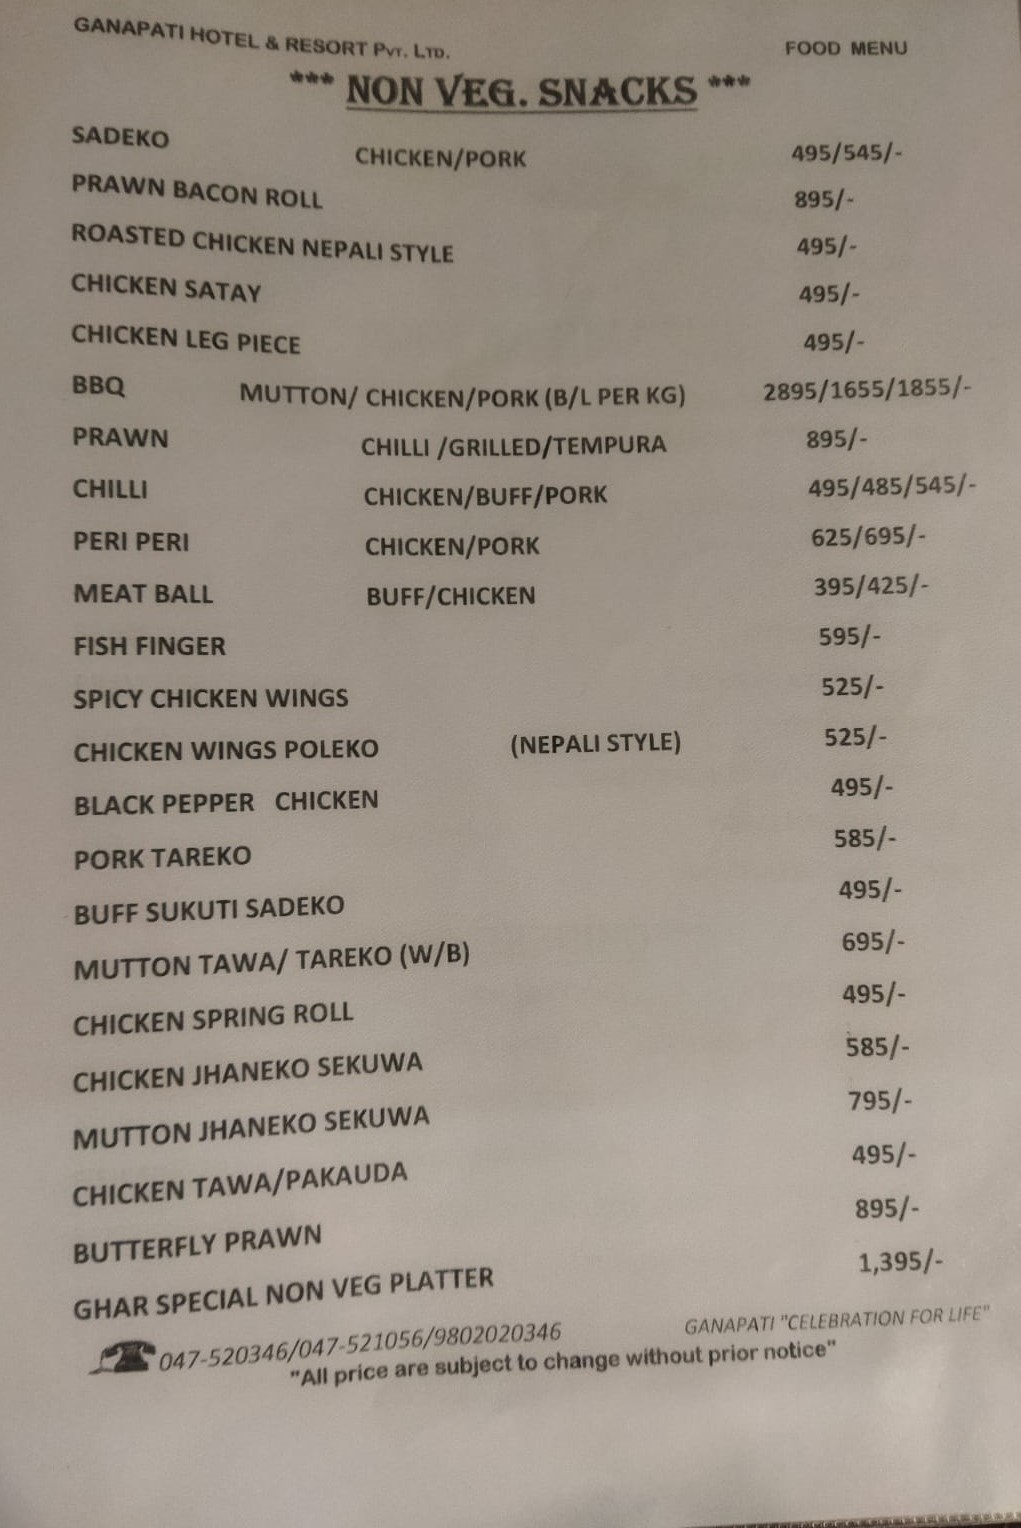 GANAPATI HOTEL & RESORT PVT. LTD. FOOD MENU
*** NON VEG. SNACKS ***
SADEKO CHICKEN/PORK 495/545/-
PRAWN BACON ROLL 895/-
ROASTED CHICKEN NEPALI STYLE 495/-
CHICKEN SATAY 495/-
CHICKEN LEG PIECE 495/-
BBQ MUTTON/ CHICKEN/PORK (B/L PER KG) 2895/1655/1855/-
PRAWN CHILLI /GRILLED/TEMPURA 895/-
CHILLI CHICKEN/BUFF/PORK 495/485/545/-
PERI PERI CHICKEN/PORK 625/695/-
MEAT BALL BUFF/CHICKEN 395/425/-
FISH FINGER 595/-
SPICY CHICKEN WINGS 525/-
CHICKEN WINGS POLEKO (NEPALI STYLE) 525/-
BLACK PEPPER CHICKEN 495/-
PORK TAREKO 585/-
BUFF SUKUTI SADEKO 495/-
MUTTON TAWA/ TAREKO (W/B) 695/-
CHICKEN SPRING ROLL 495/-
CHICKEN JHANEKO SEKUWA 585/-
MUTTON JHANEKO SEKUWA 795/-
CHICKEN TAWA/PAKAUDA 495/-
BUTTERFLY PRAWN 895/-
GHAR SPECIAL NON VEG PLATTER 1,395/-
047-520346/047-521056/9802020346 GANAPATI "CELEBRATION FOR LIFE"
"All price are subject to change without prior notice"